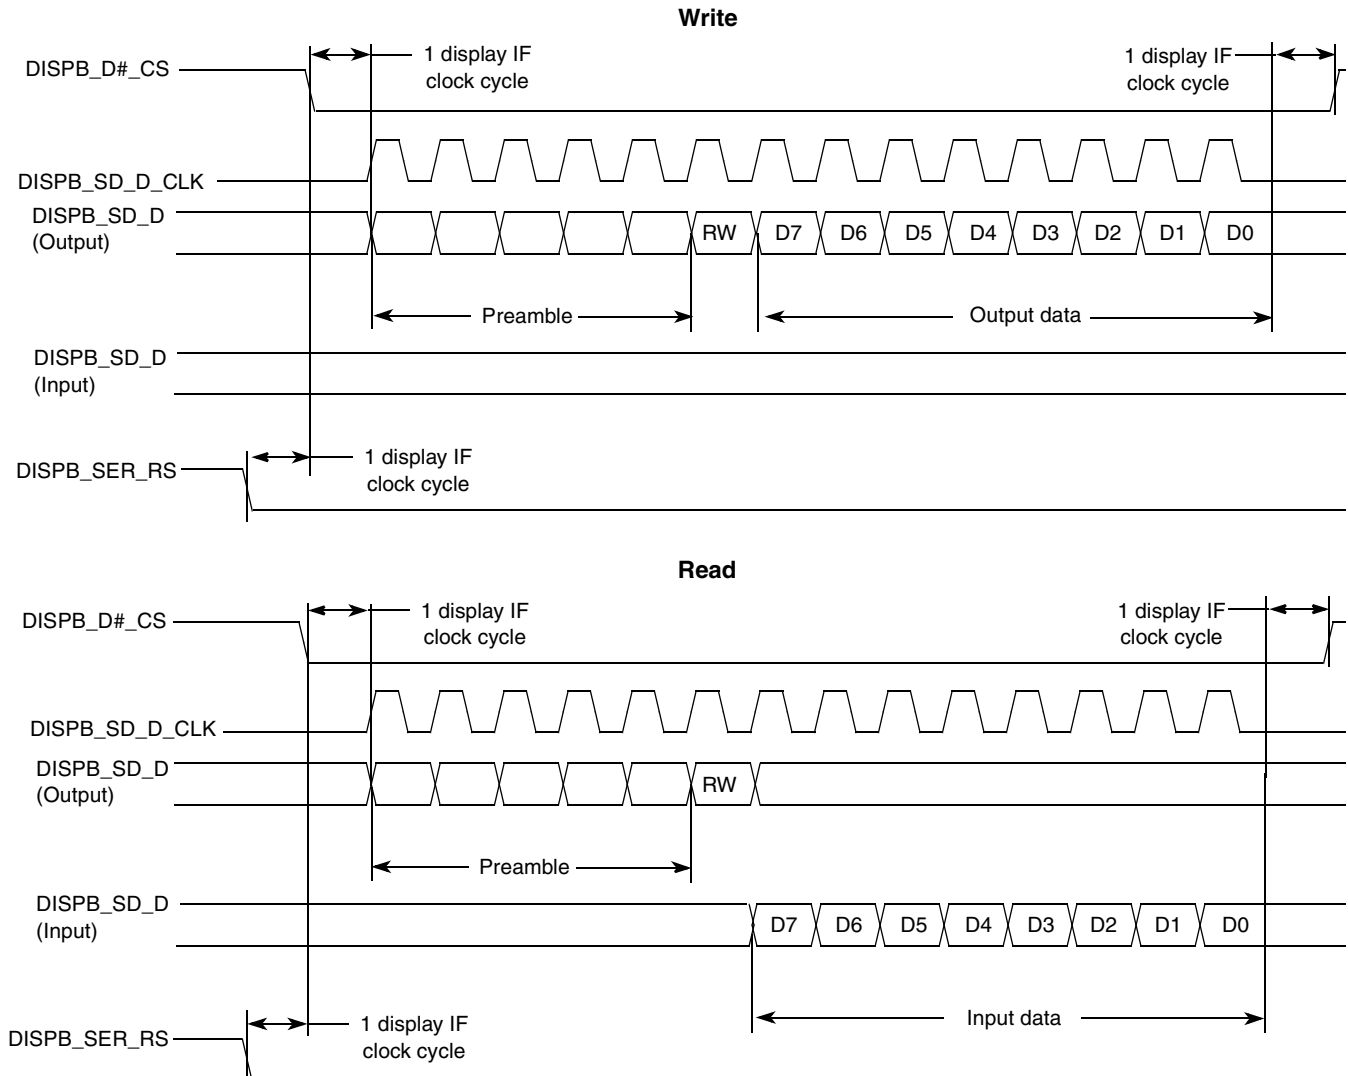 Write
DISPB_D#_CS
1 display IF
clock cycle
1 display IF
clock cycle
DISPB_SD_D_CLK
DISPB_SD_D
(Output)
RW D7 D6 D5 D4 D3 D2 D1 D0
Preamble
Output data
DISPB_SD_D
(Input)
DISPB_SER_RS
1 display IF
clock cycle
Read
DISPB_D#_CS
1 display IF
clock cycle
1 display IF
clock cycle
DISPB_SD_D_CLK
DISPB_SD_D
(Output)
RW
Preamble
DISPB_SD_D
(Input)
D7 D6 D5 D4 D3 D2 D1 D0
Input data
DISPB_SER_RS
1 display IF
clock cycle